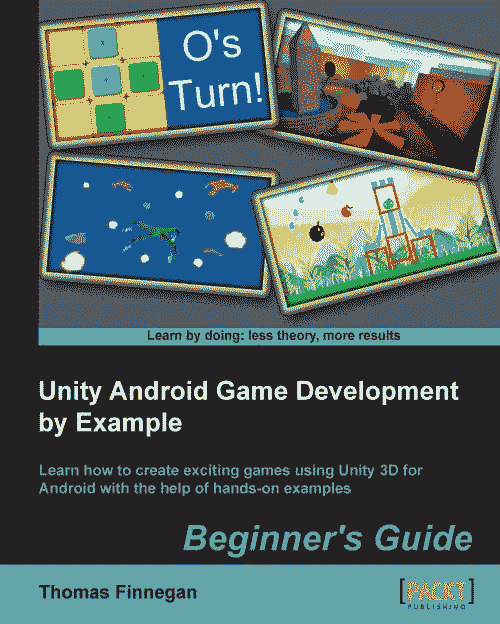 O's
Turn!
Learn by doing: less theory, more results
Unity Android Game Development
by Example
Learn how to create exciting games using Unity 3D for
Android with the help of hands-on examples
Beginner's Guide
Thomas Finnegan
[PACKT]
PUBLISHING